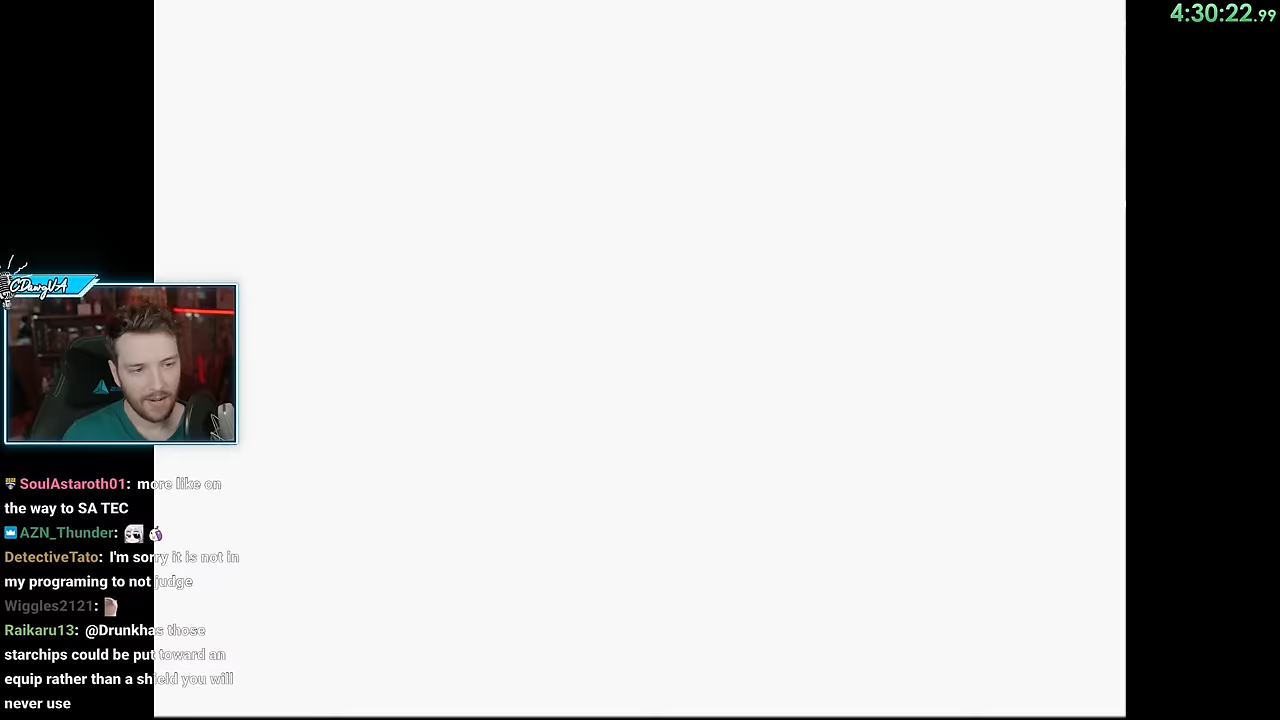 4:30:22.99
CDawgVA
SoulAstaroth01: more like on
the way to SA TEC
AZN_Thunder:
DetectiveTato: I'm sorry it is not in
my programing to not judge
Wiggles2121:
Raikaru13: @Drunkhas those
starchips could be put toward an
equip rather than a shield you will
never use